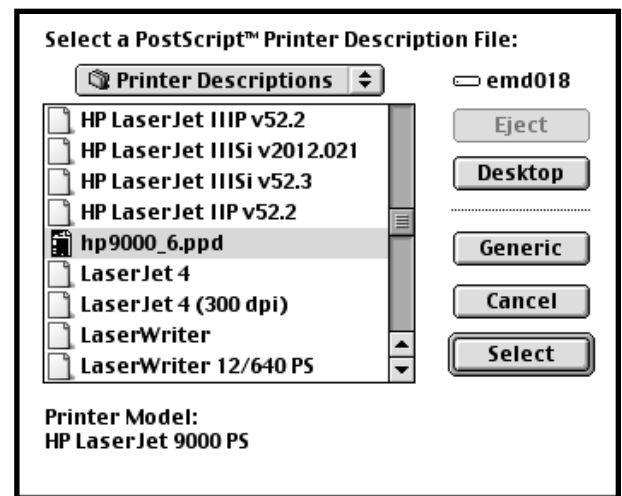 Select a PostScript™ Printer Description File:
Printer Descriptions
emd018
HP LaserJet IIIP v52.2
HP LaserJet IIISi v2012.021
HP LaserJet IIISi v52.3
HP LaserJet IIP v52.2
hp9000_6.ppd
LaserJet 4
LaserJet 4 (300 dpi)
LaserWriter
LaserWriter 12/640 PS
Eject
Desktop
Generic
Cancel
Select
Printer Model:
HP LaserJet 9000 PS